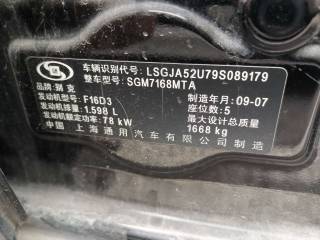 车辆识别代号: LSGJA52U79S089179
整车型号: SGM7168MTA
品牌: 别克
发动机型号: F16D3 制造年月: 09-07
发动机排量: 1.598 L 座位数: 5
发动机额定功率: 78 kW 最大设计总质量
1668 kg
中国 上海通用汽车有限公司制造